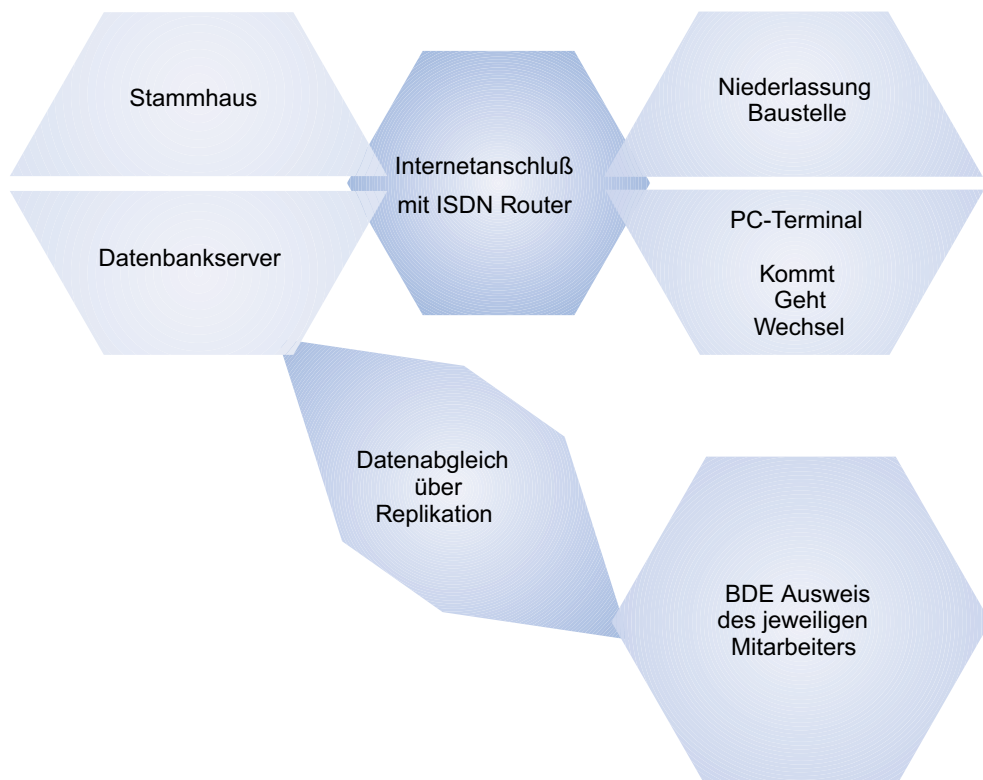 Stammhaus
Datenbankserver
Internetanschluß
mit ISDN Router
Niederlassung
Baustelle
PC-Terminal
Kommt
Geht
Wechsel
Datenabgleich
über
Replikation
BDE Ausweis
des jeweiligen
Mitarbeiters